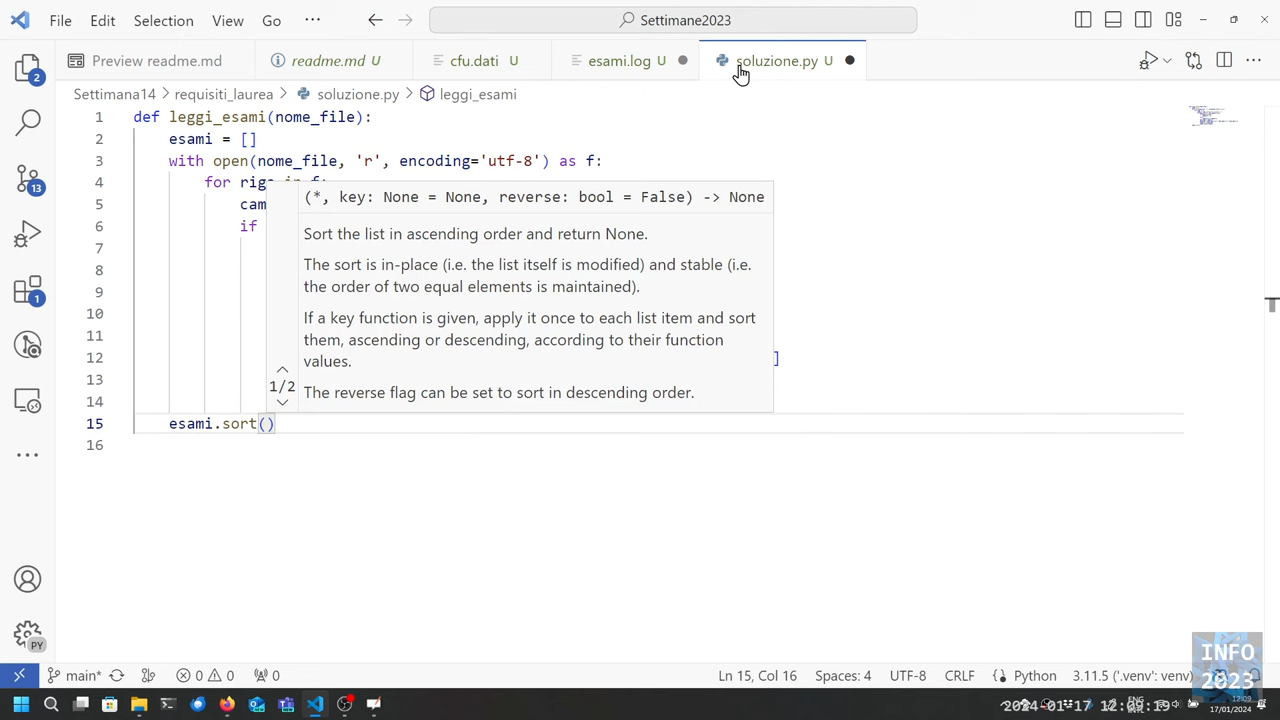 File Edit Selection View Go ··· Settimane2023
Preview readme.md readme.md U cfu.dati U esami.log U soluzione.py U
Settimana14 > requisiti_laurea > soluzione.py > leggi_esami
1 def leggi_esami(nome_file):
2 esami = []
3 with open(nome_file, 'r', encoding='utf-8') as f:
4 for riga in f:
(*, key: None = None, reverse: bool = False) -> None
5 cam
6 if
Sort the list in ascending order and return None.
7
The sort is in-place (i.e. the list itself is modified) and stable (i.e.
8
the order of two equal elements is maintained).
9
10
If a key function is given, apply it once to each list item and sort
11
them, ascending or descending, according to their function
12 ]
values.
13
1/2
The reverse flag can be set to sort in descending order.
14
15 esami.sort()
16
2
13
1
PY
main* 0 0 0 Ln 15, Col 16 Spaces: 4 UTF-8 CRLF Python 3.11.5 ('.venv': venv)
INFO
2023
ENG
12:09
17/01/2024